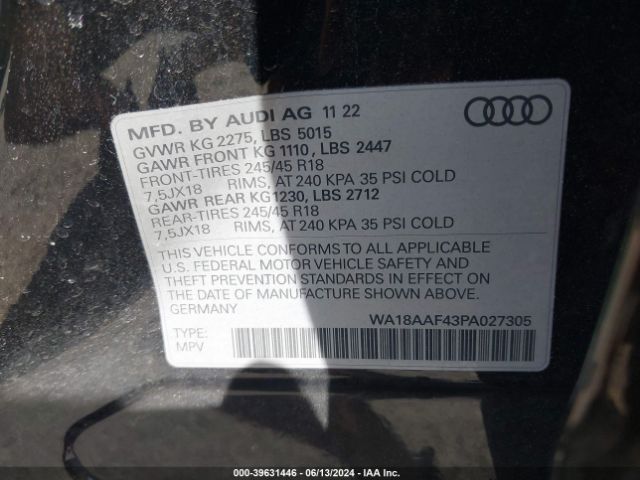 MFD. BY AUDI AG 11 22
GVWR KG 2275, LBS 5015
GAWR FRONT KG 1110, LBS 2447
FRONT-TIRES 245/45 R18
7,5JX18 RIMS, AT 240 KPA 35 PSI COLD
GAWR REAR KG1230, LBS 2712
REAR-TIRES 245/45 R18
7,5JX18 RIMS, AT 240 KPA 35 PSI COLD
THIS VEHICLE CONFORMS TO ALL APPLICABLE
U.S. FEDERAL MOTOR VEHICLE SAFETY AND
THEFT PREVENTION STANDARDS IN EFFECT ON
THE DATE OF MANUFACTURE SHOWN ABOVE.
GERMANY
WA18AAF43PA027305
TYPE:
MPV
000-39631446 - 06/13/2024 - IAA Inc.